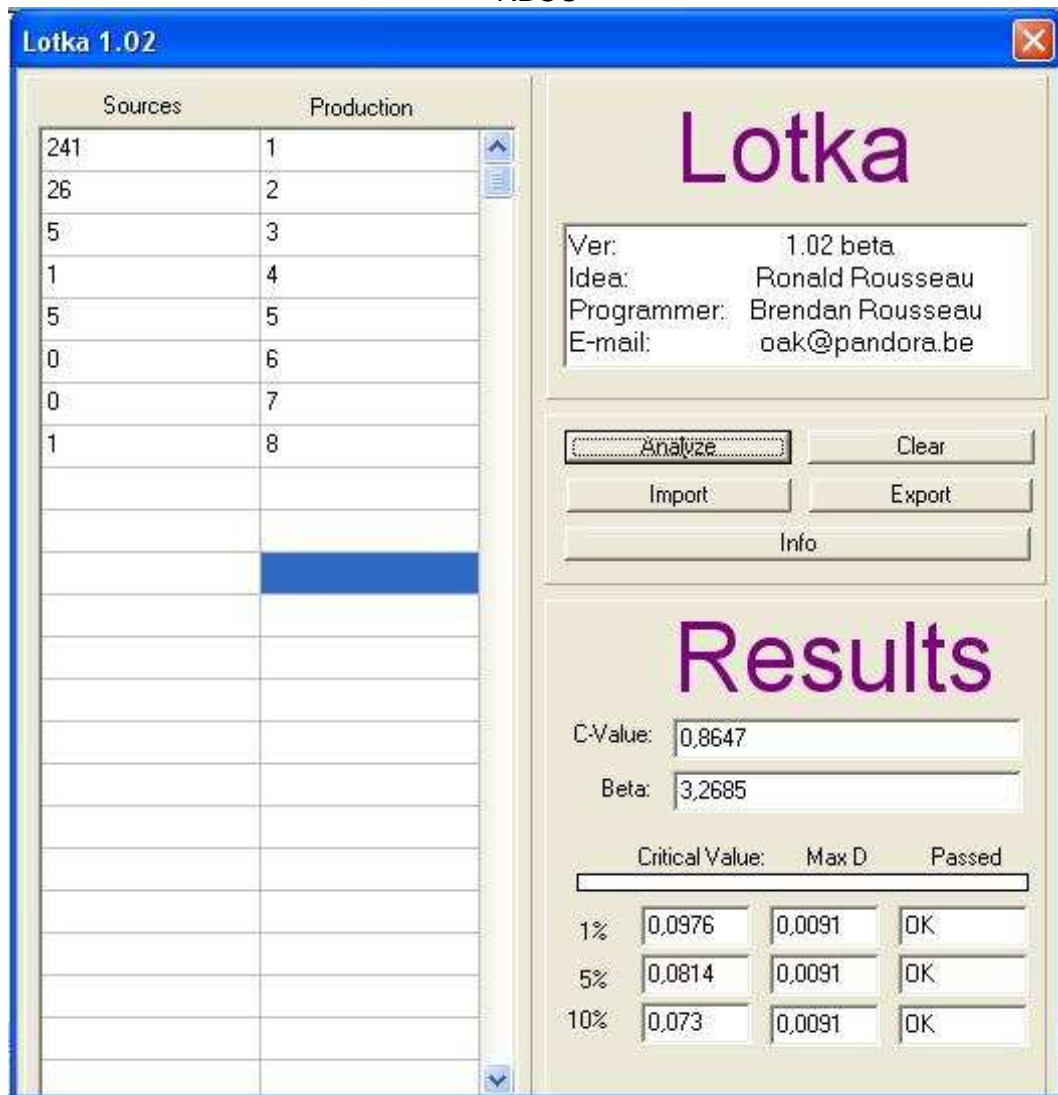 Lotka 1.02
Sources Production
241 1
26 2
5 3
1 4
5 5
0 6
0 7
1 8
Lotka
Ver: 1.02 beta
Idea: Ronald Rousseau
Programmer: Brendan Rousseau
E-mail: oak@pandora.be
Analyze Clear
Import Export
Info
Results
C-Value: 0,8647
Beta: 3,2685
Critical Value: Max D Passed
1% 0,0976 0,0091 OK
5% 0,0814 0,0091 OK
10% 0,073 0,0091 OK